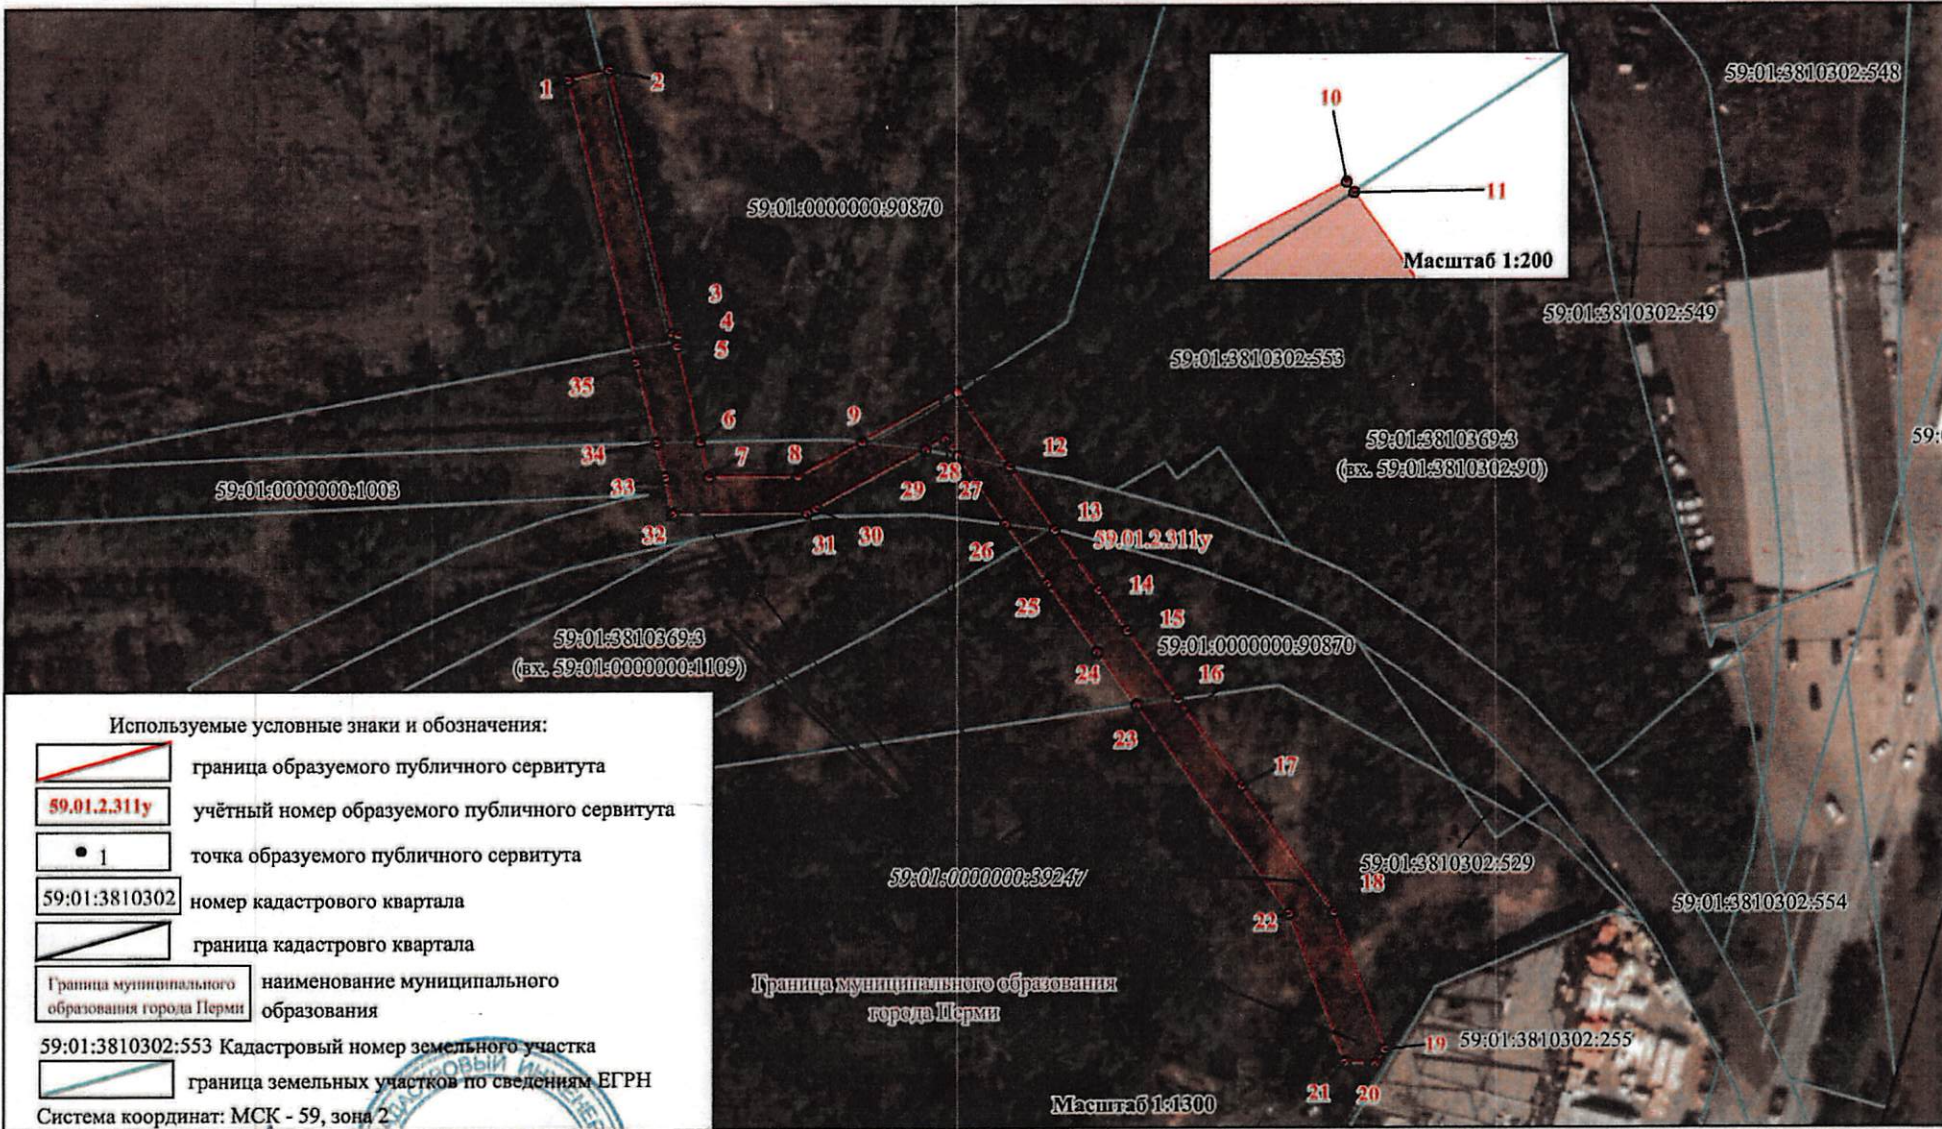 1
2
59:01:0000000:90870
10
11
Масштаб 1:200
59:01:3810302:548
3
4
5
59:01:3810302:549
59:01:3810302:553
35
6
9
34
7
8
12
59:01:3810369:3
(вх. 59:01:3810302:90)
59:
33
59:01:0000000:1003
29
28
27
32
31
30
26
13
59.01.2.311у
25
14
15
59:01:3810369:3
(вх. 59:01:0000000:1109)
59:01:0000000:90870
24
16
23
17
59:01:0000000:39247
59:01:3810302:529
18
22
59:01:3810302:554
Граница муниципального образования
города Перми
19
59:01:3810302:255
21
20
Масштаб 1:1300
Используемые условные знаки и обозначения:
граница образуемого публичного сервитута
59.01.2.311у учётный номер образуемого публичного сервитута
1 точка образуемого публичного сервитута
59:01:3810302 номер кадастрового квартала
граница кадастровго квартала
Граница муниципального
образования города Перми
наименование муниципального
образования
59:01:3810302:553 Кадастровый номер земельного участка
граница земельных участков по сведениям ЕГРН
Система координат: МСК - 59, зона 2
КАДАСТРОВЫЙ ИНЖЕНЕР